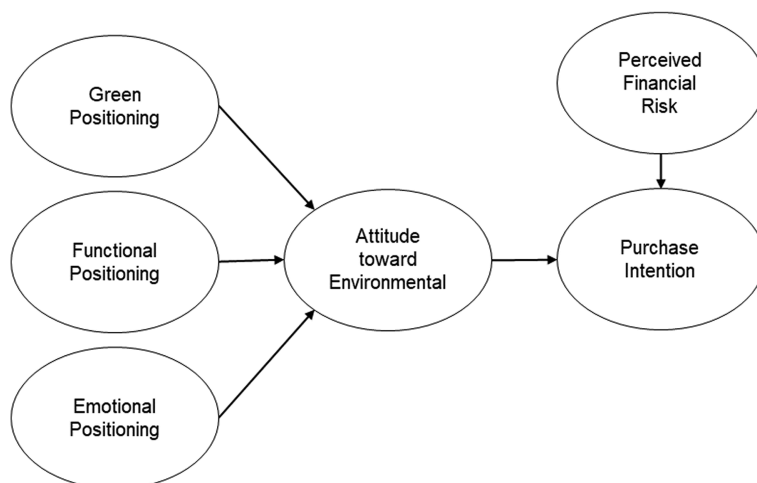 Green
Positioning
Perceived
Financial
Risk
Functional
Positioning
Attitude
toward
Environmental
Purchase
Intention
Emotional
Positioning